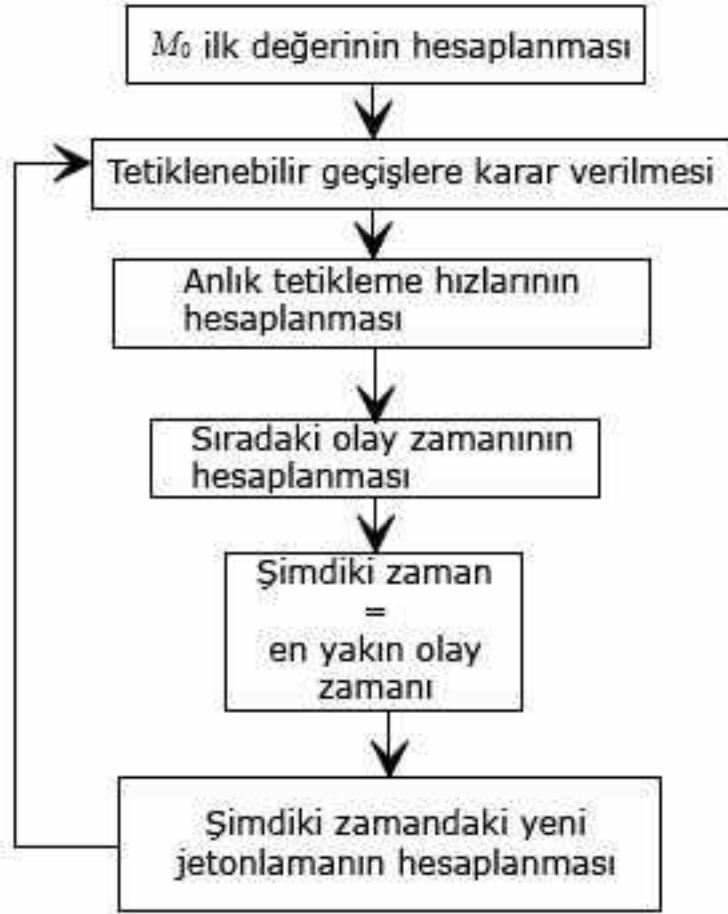 M₀ ilk değerinin hesaplanması
Tetiklenebilir geçişlere karar verilmesi
Anlık tetikleme hızlarının
hesaplanması
Sıradaki olay zamanının
hesaplanması
Şimdiki zaman
=
en yakın olay
zamanı
Şimdiki zamandaki yeni
jetonlamanın hesaplanması